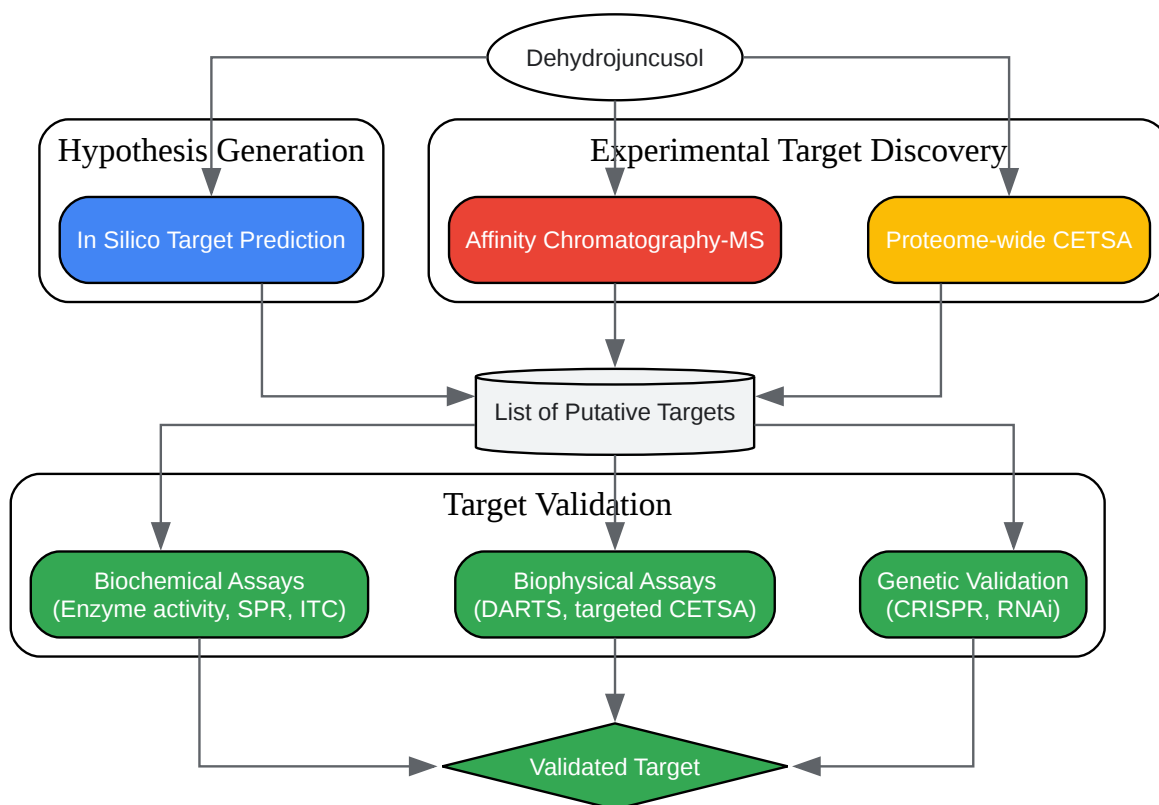 Dehydrojuncusol
Hypothesis Generation
Experimental Target Discovery
In Silico Target Prediction
Affinity Chromatography-MS
Proteome-wide CETSA
List of Putative Targets
Target Validation
Biochemical Assays
(Enzyme activity, SPR, ITC)
Biophysical Assays
(DARTS, targeted CETSA)
Genetic Validation
(CRISPR, RNAi)
Validated Target